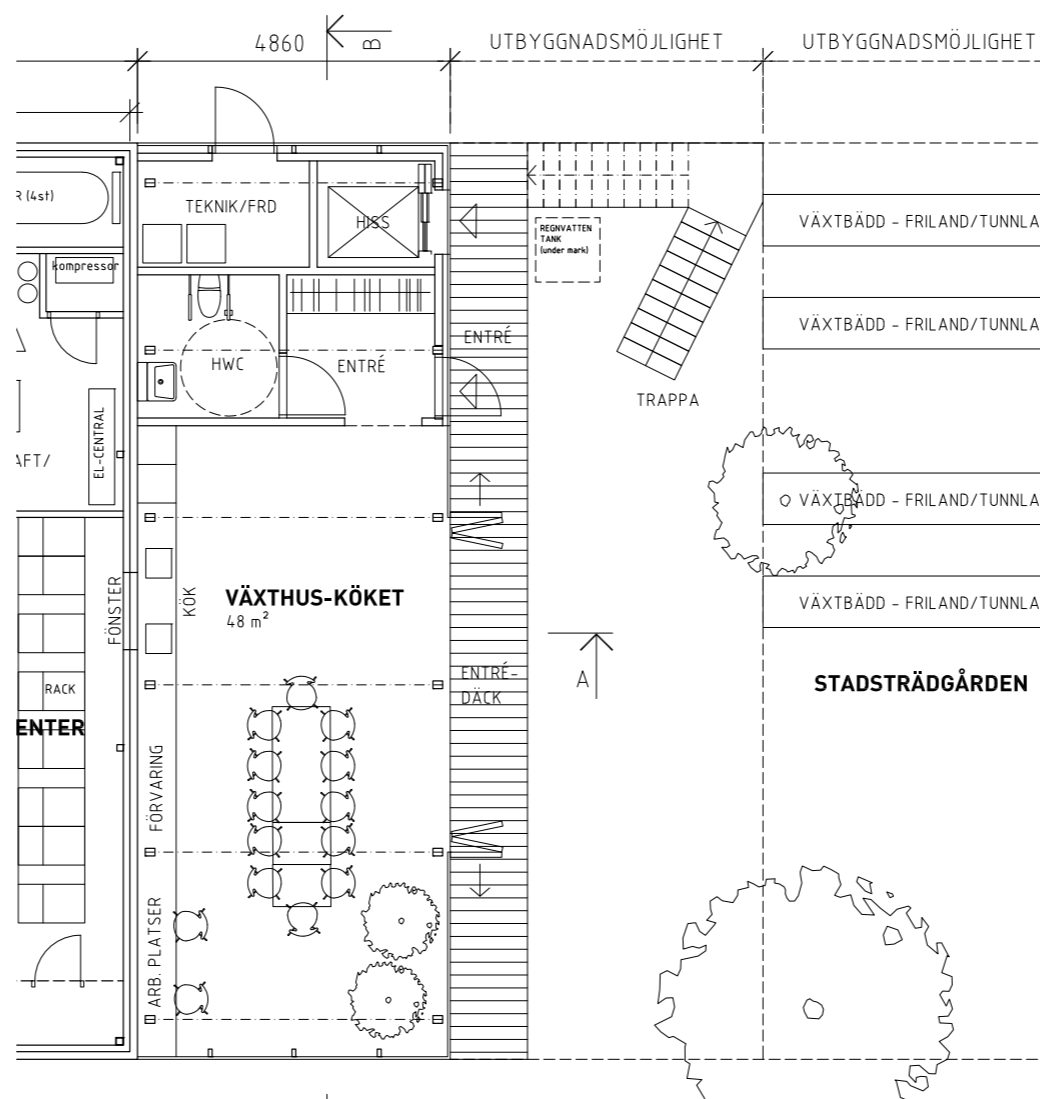 4860
B
UTBYGGNADSMÖJLIGHET
UTBYGGNADSMÖJLIGHET
R (4st)
TEKNIK/FRD
HISS
REGNVATTEN
TANK
(under mark)
VÄXTBÄDD - FRILAND/TUNNLA
kompressor
VÄXTBÄDD - FRILAND/TUNNLA
HWC
ENTRÉ
ENTRÉ
TRAPPA
EL-CENTRAL
AFT/
VÄXTBÄDD - FRILAND/TUNNLA
FÖNSTER
KÖK
VÄXTHUS-KÖKET
48 m²
VÄXTBÄDD - FRILAND/TUNNLA
RACK
ENTER
ENTRÉ-
DÄCK
A
STADSTRÄDGÅRDEN
FÖRVARING
ARB. PLATSER